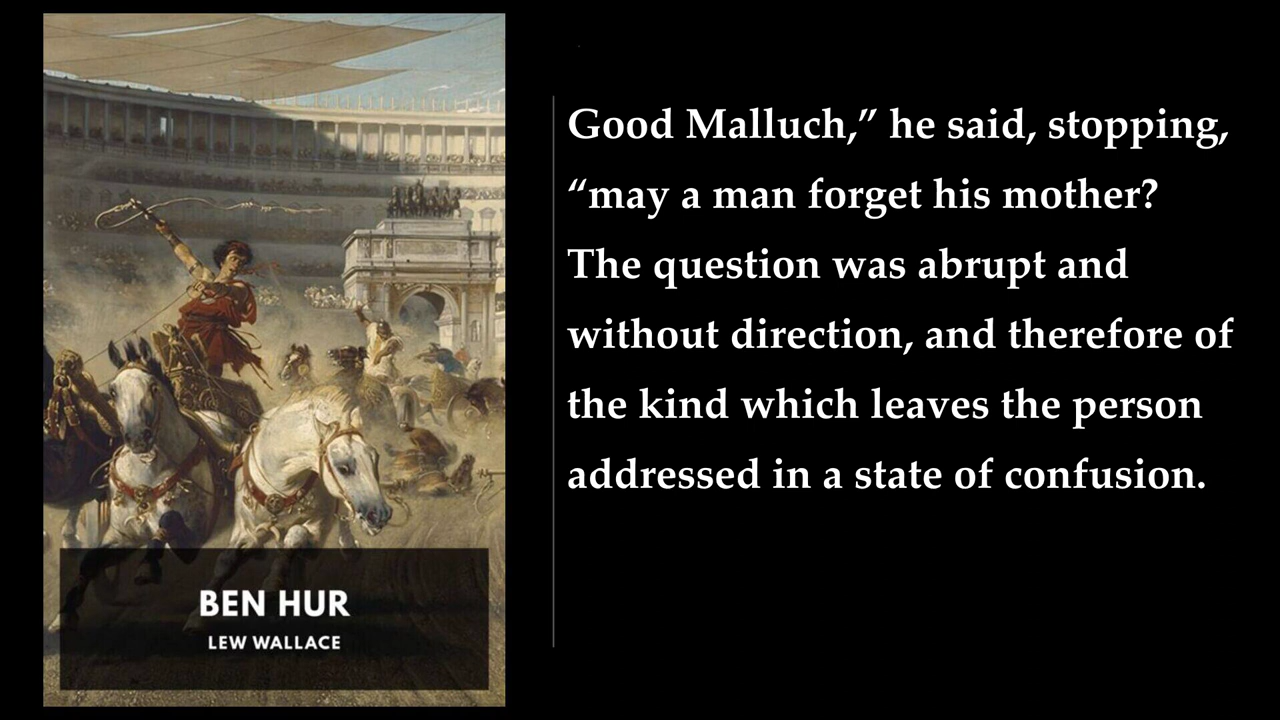 Good Malluch,” he said, stopping,
“may a man forget his mother?
The question was abrupt and
without direction, and therefore of
the kind which leaves the person
addressed in a state of confusion.
BEN HUR
LEW WALLACE